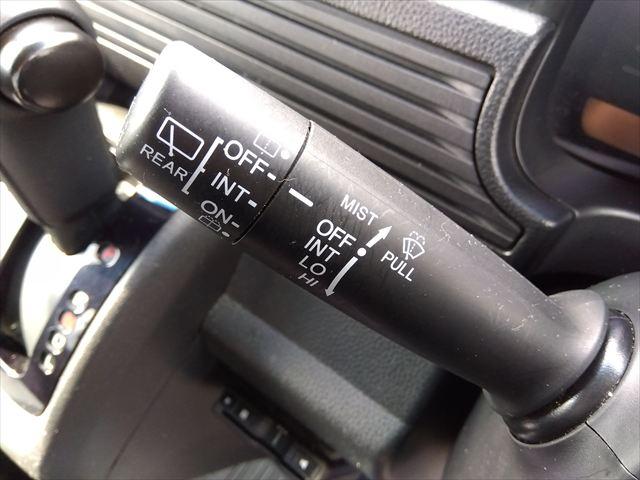 REAR
OFF
INT
ON
MIST
OFF
INT
LO
HI
PULL